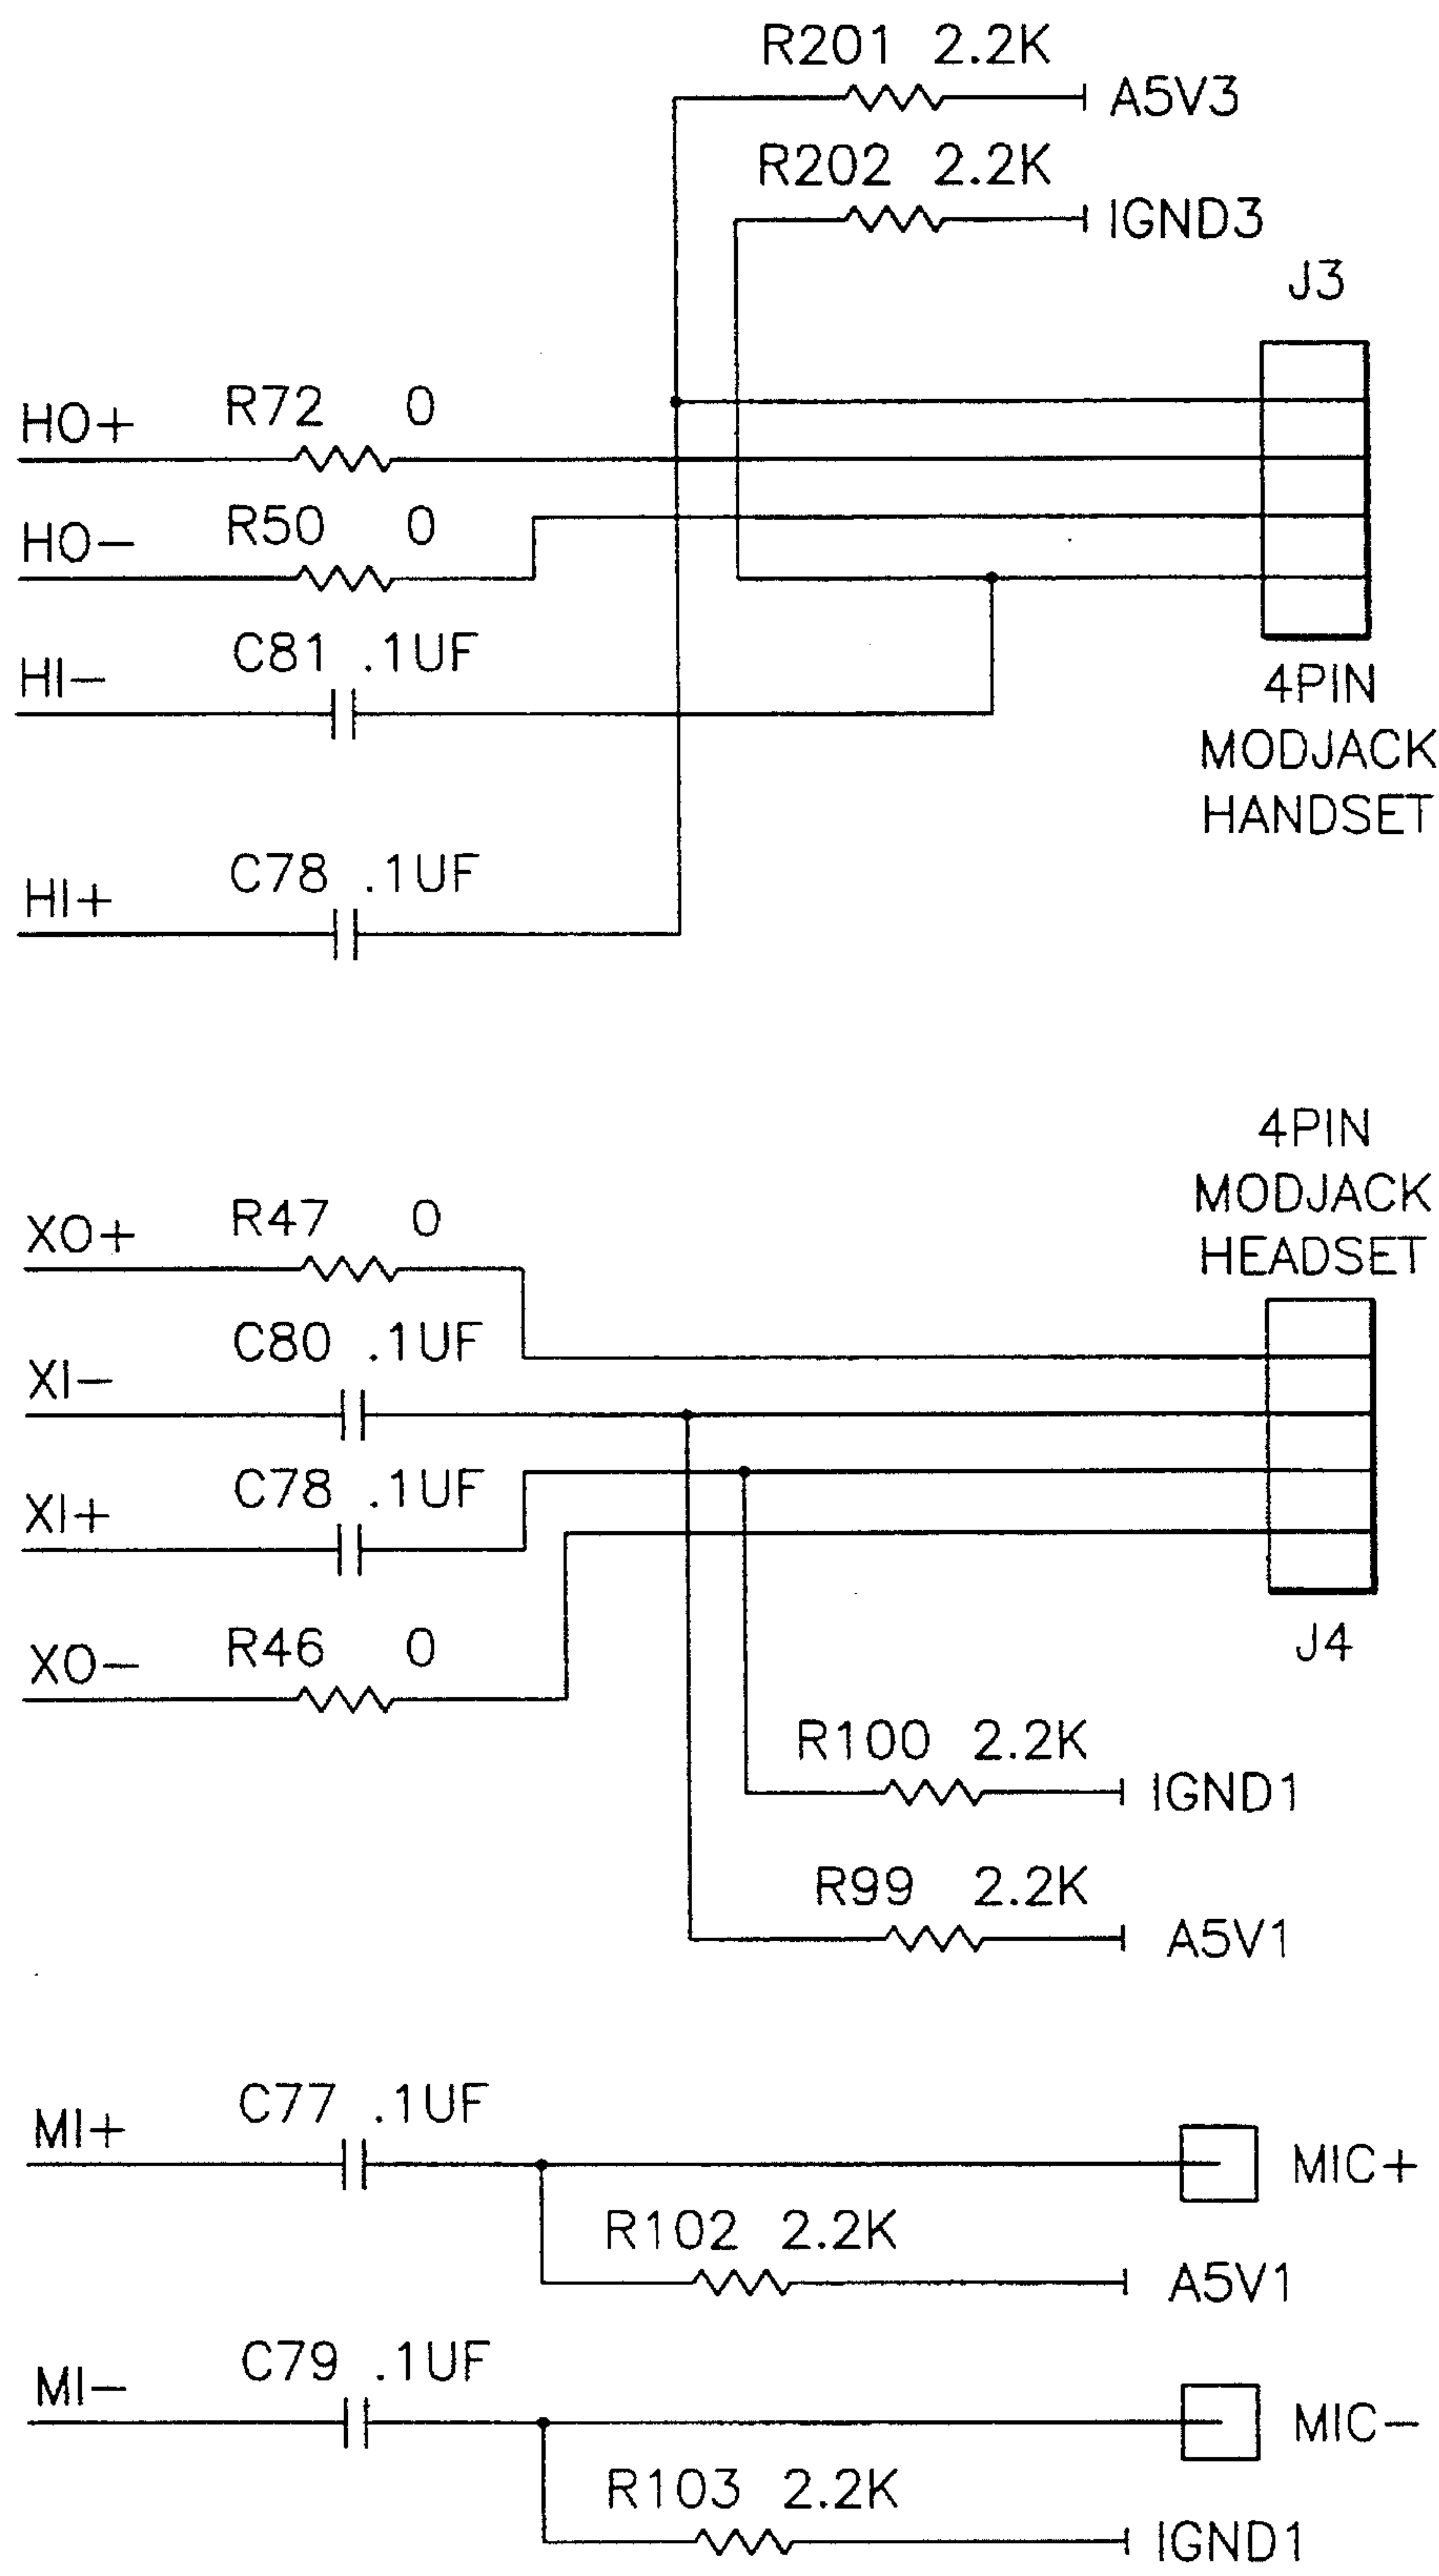 R201 2.2K
A5V3
R202 2.2K
IGND3
J3
HO+
R72 0
HO-
R50 0
HI-
C81 .1UF
4PIN
MODJACK
HANDSET
HI+
C78 .1UF
4PIN
MODJACK
HEADSET
XO+
R47 0
XI-
C80 .1UF
XI+
C78 .1UF
XO-
R46 0
J4
R100 2.2K
IGND1
R99 2.2K
A5V1
MI+
C77 .1UF
MIC+
R102 2.2K
A5V1
MI-
C79 .1UF
MIC-
R103 2.2K
IGND1